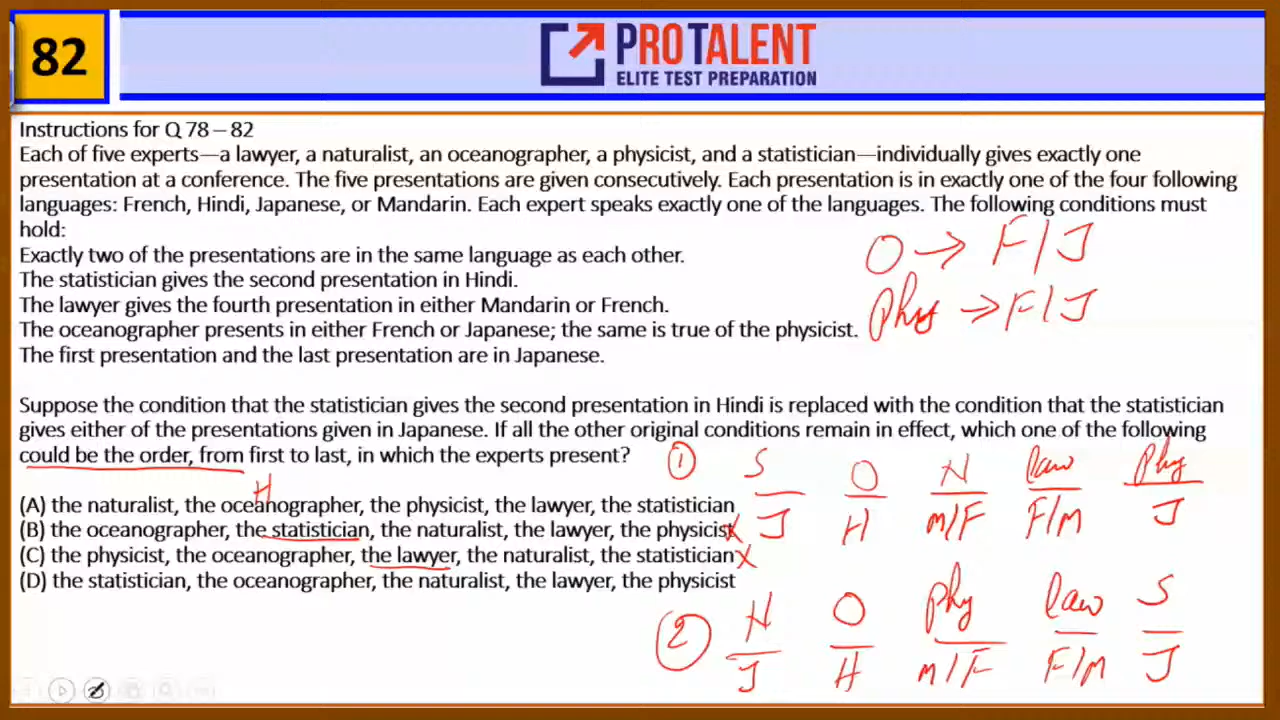 82
PROTALENT
ELITE TEST PREPARATION
Instructions for Q 78 – 82
Each of five experts—a lawyer, a naturalist, an oceanographer, a physicist, and a statistician—individually gives exactly one
presentation at a conference. The five presentations are given consecutively. Each presentation is in exactly one of the four following
languages: French, Hindi, Japanese, or Mandarin. Each expert speaks exactly one of the languages. The following conditions must
hold:
Exactly two of the presentations are in the same language as each other.
The statistician gives the second presentation in Hindi.
The lawyer gives the fourth presentation in either Mandarin or French.
The oceanographer presents in either French or Japanese; the same is true of the physicist.
The first presentation and the last presentation are in Japanese.
O → F/J
Phy → F/J
Suppose the condition that the statistician gives the second presentation in Hindi is replaced with the condition that the statistician
gives either of the presentations given in Japanese. If all the other original conditions remain in effect, which one of the following
could be the order, from first to last, in which the experts present?
H
(A) the naturalist, the oceanographer, the physicist, the lawyer, the statistician
(B) the oceanographer, the statistician, the naturalist, the lawyer, the physicist X
(C) the physicist, the oceanographer, the lawyer, the naturalist, the statistician X
(D) the statistician, the oceanographer, the naturalist, the lawyer, the physicist
1 S O N law Phy
J H M/F F/M J
2 N O Phy law S
J H M/F F/M J